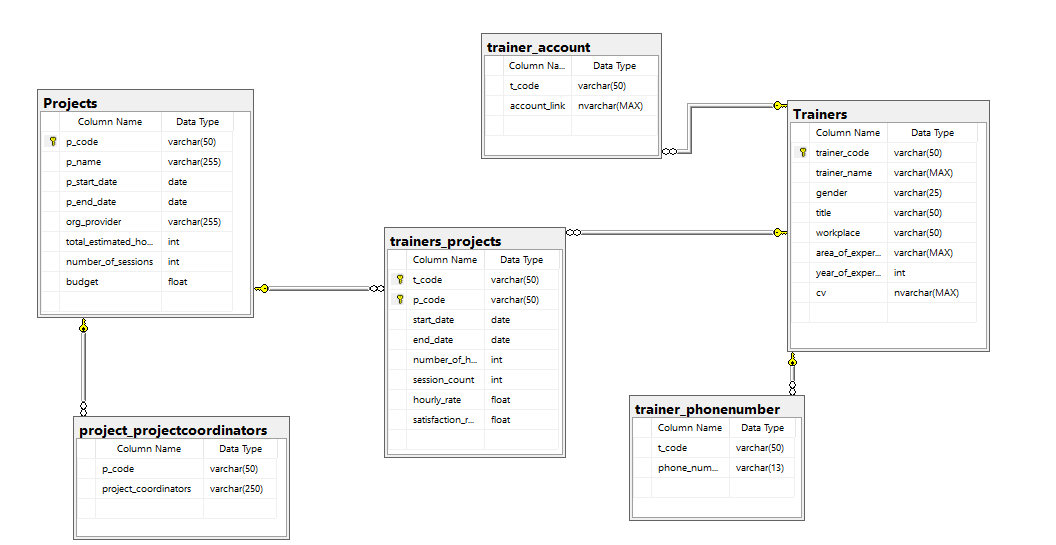 trainer_account
Column Na... Data Type
t_code varchar(50)
account_link nvarchar(MAX)
Projects
Column Name Data Type
p_code varchar(50)
p_name varchar(255)
p_start_date date
p_end_date date
org_provider varchar(255)
total_estimated_ho... int
number_of_sessions int
budget float
Trainers
Column Name Data Type
trainer_code varchar(50)
trainer_name varchar(MAX)
gender varchar(25)
title varchar(50)
workplace varchar(50)
area_of_exper... varchar(MAX)
year_of_exper... int
cv nvarchar(MAX)
trainers_projects
Column Name Data Type
t_code varchar(50)
p_code varchar(50)
start_date date
end_date date
number_of_h... int
session_count int
hourly_rate float
satisfaction_r... float
project_projectcoordinators
Column Name Data Type
p_code varchar(50)
project_coordinators varchar(250)
trainer_phonenumber
Column Name Data Type
t_code varchar(50)
phone_num... varchar(13)